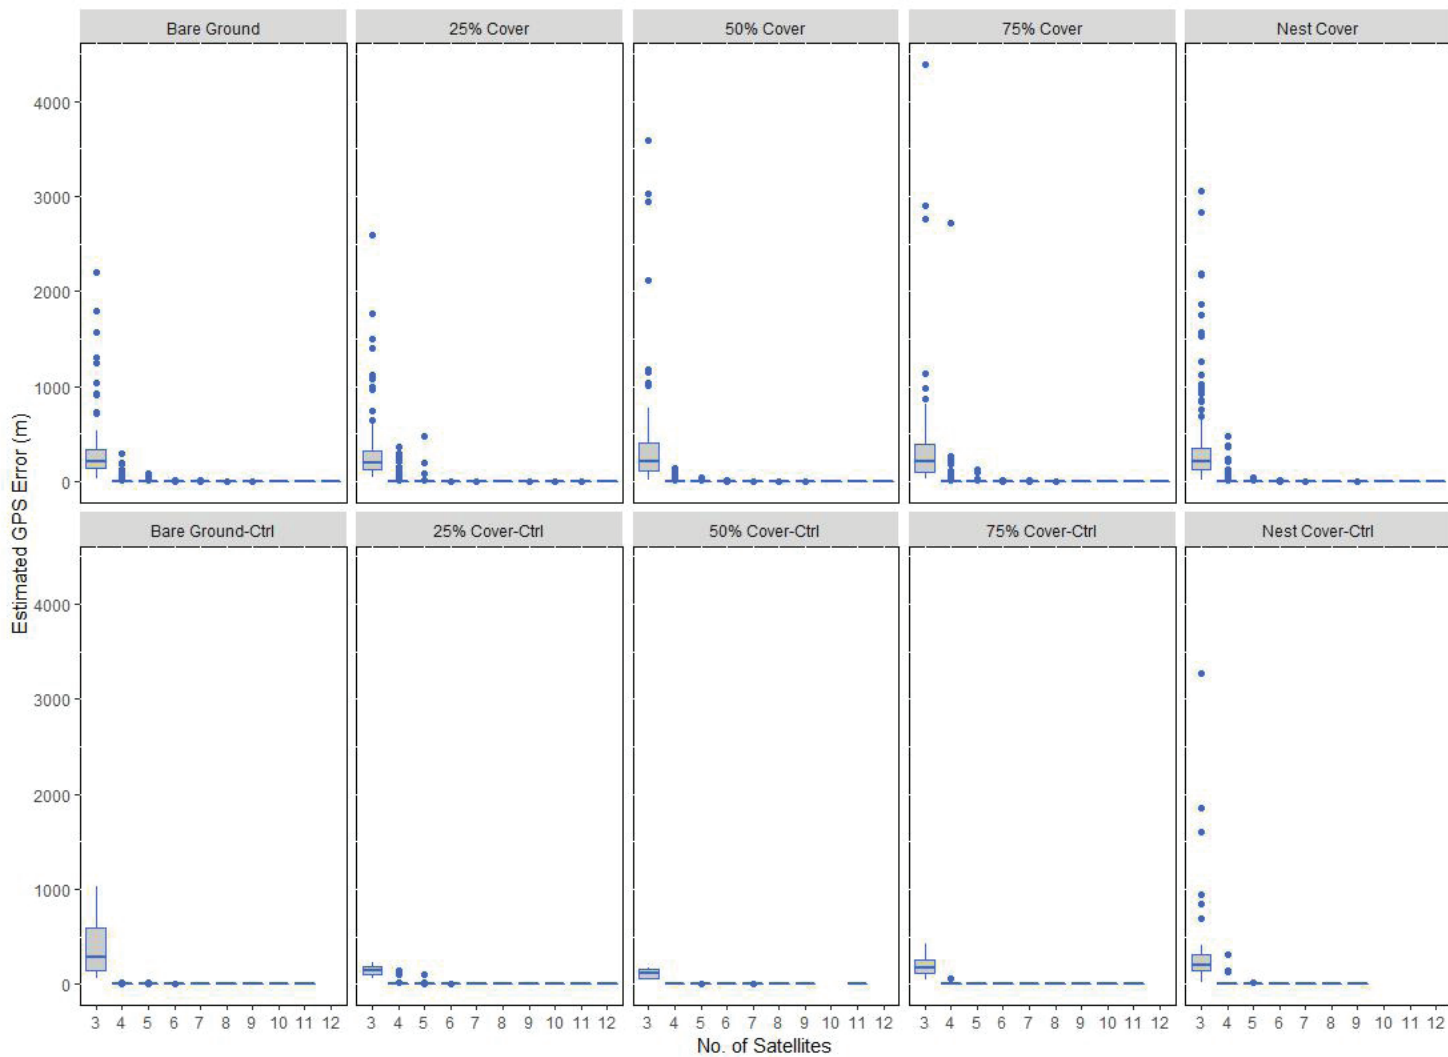 Bare Ground 25% Cover 50% Cover 75% Cover Nest Cover
4000
3000
2000
1000
0
Estimated GPS Error (m)
Bare Ground-Ctrl 25% Cover-Ctrl 50% Cover-Ctrl 75% Cover-Ctrl Nest Cover-Ctrl
4000
3000
2000
1000
0
3 4 5 6 7 8 9 10 11 12 3 4 5 6 7 8 9 10 11 12 3 4 5 6 7 8 9 10 11 12 3 4 5 6 7 8 9 10 11 12 3 4 5 6 7 8 9 10 11 12
No. of Satellites